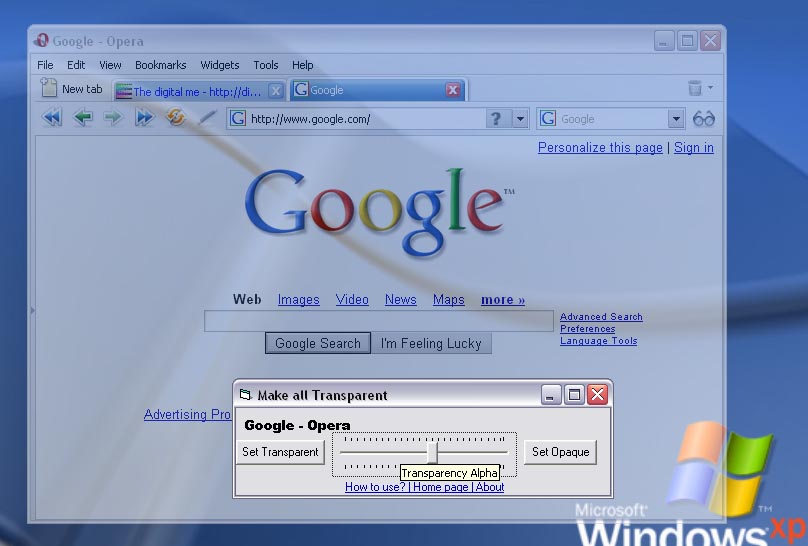 Google - Opera
File Edit View Bookmarks Widgets Tools Help
New tab The digital me - http://di... Google
http://www.google.com/ ? Google
Personalize this page | Sign in
Google™
Web Images Video News Maps more »
Advanced Search
Preferences
Language Tools
Google Search I'm Feeling Lucky
Make all Transparent
Advertising Pro
Google - Opera
Set Transparent Set Opaque
Transparency Alpha
How to use? | Home page | About
Microsoft®
Windows xp
TM